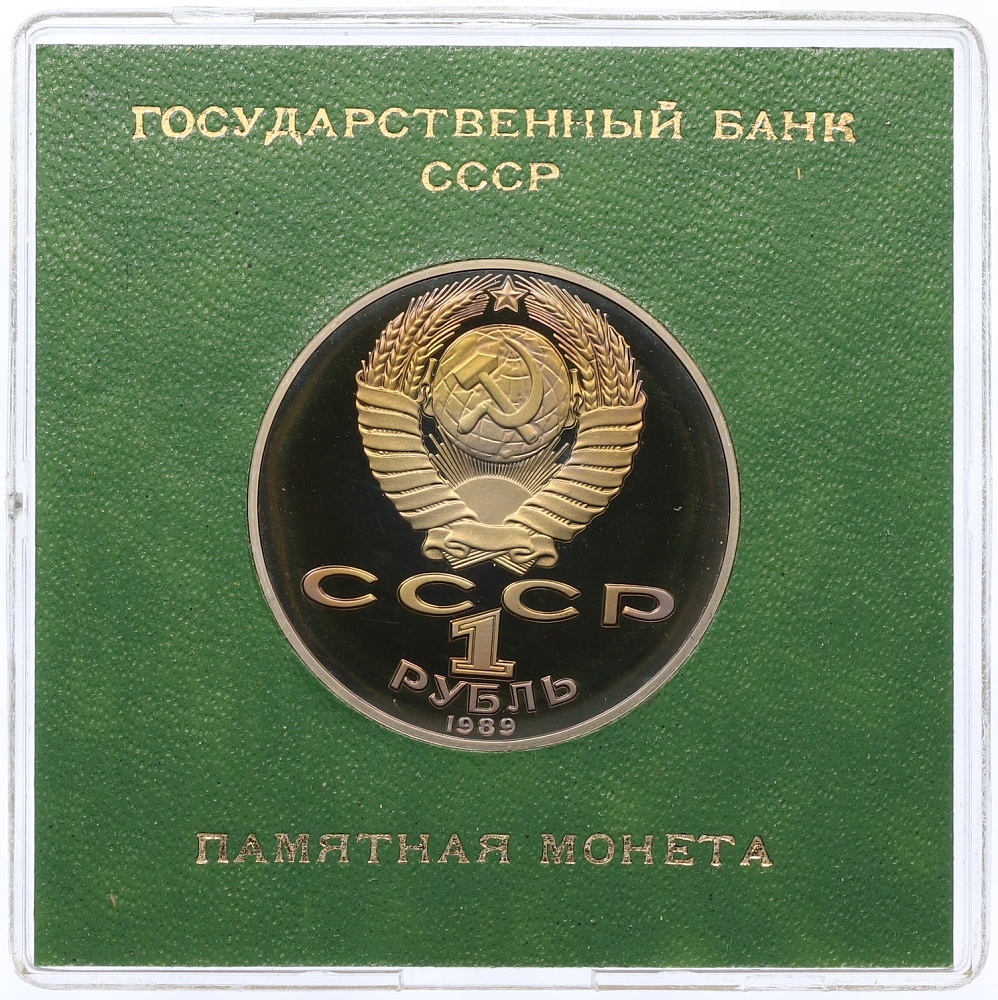 ГОСУДАРСТВЕННЫЙ БАНК
СССР
СССР
1
РУБЛЬ
1989
ПАМЯТНАЯ МОНЕТА